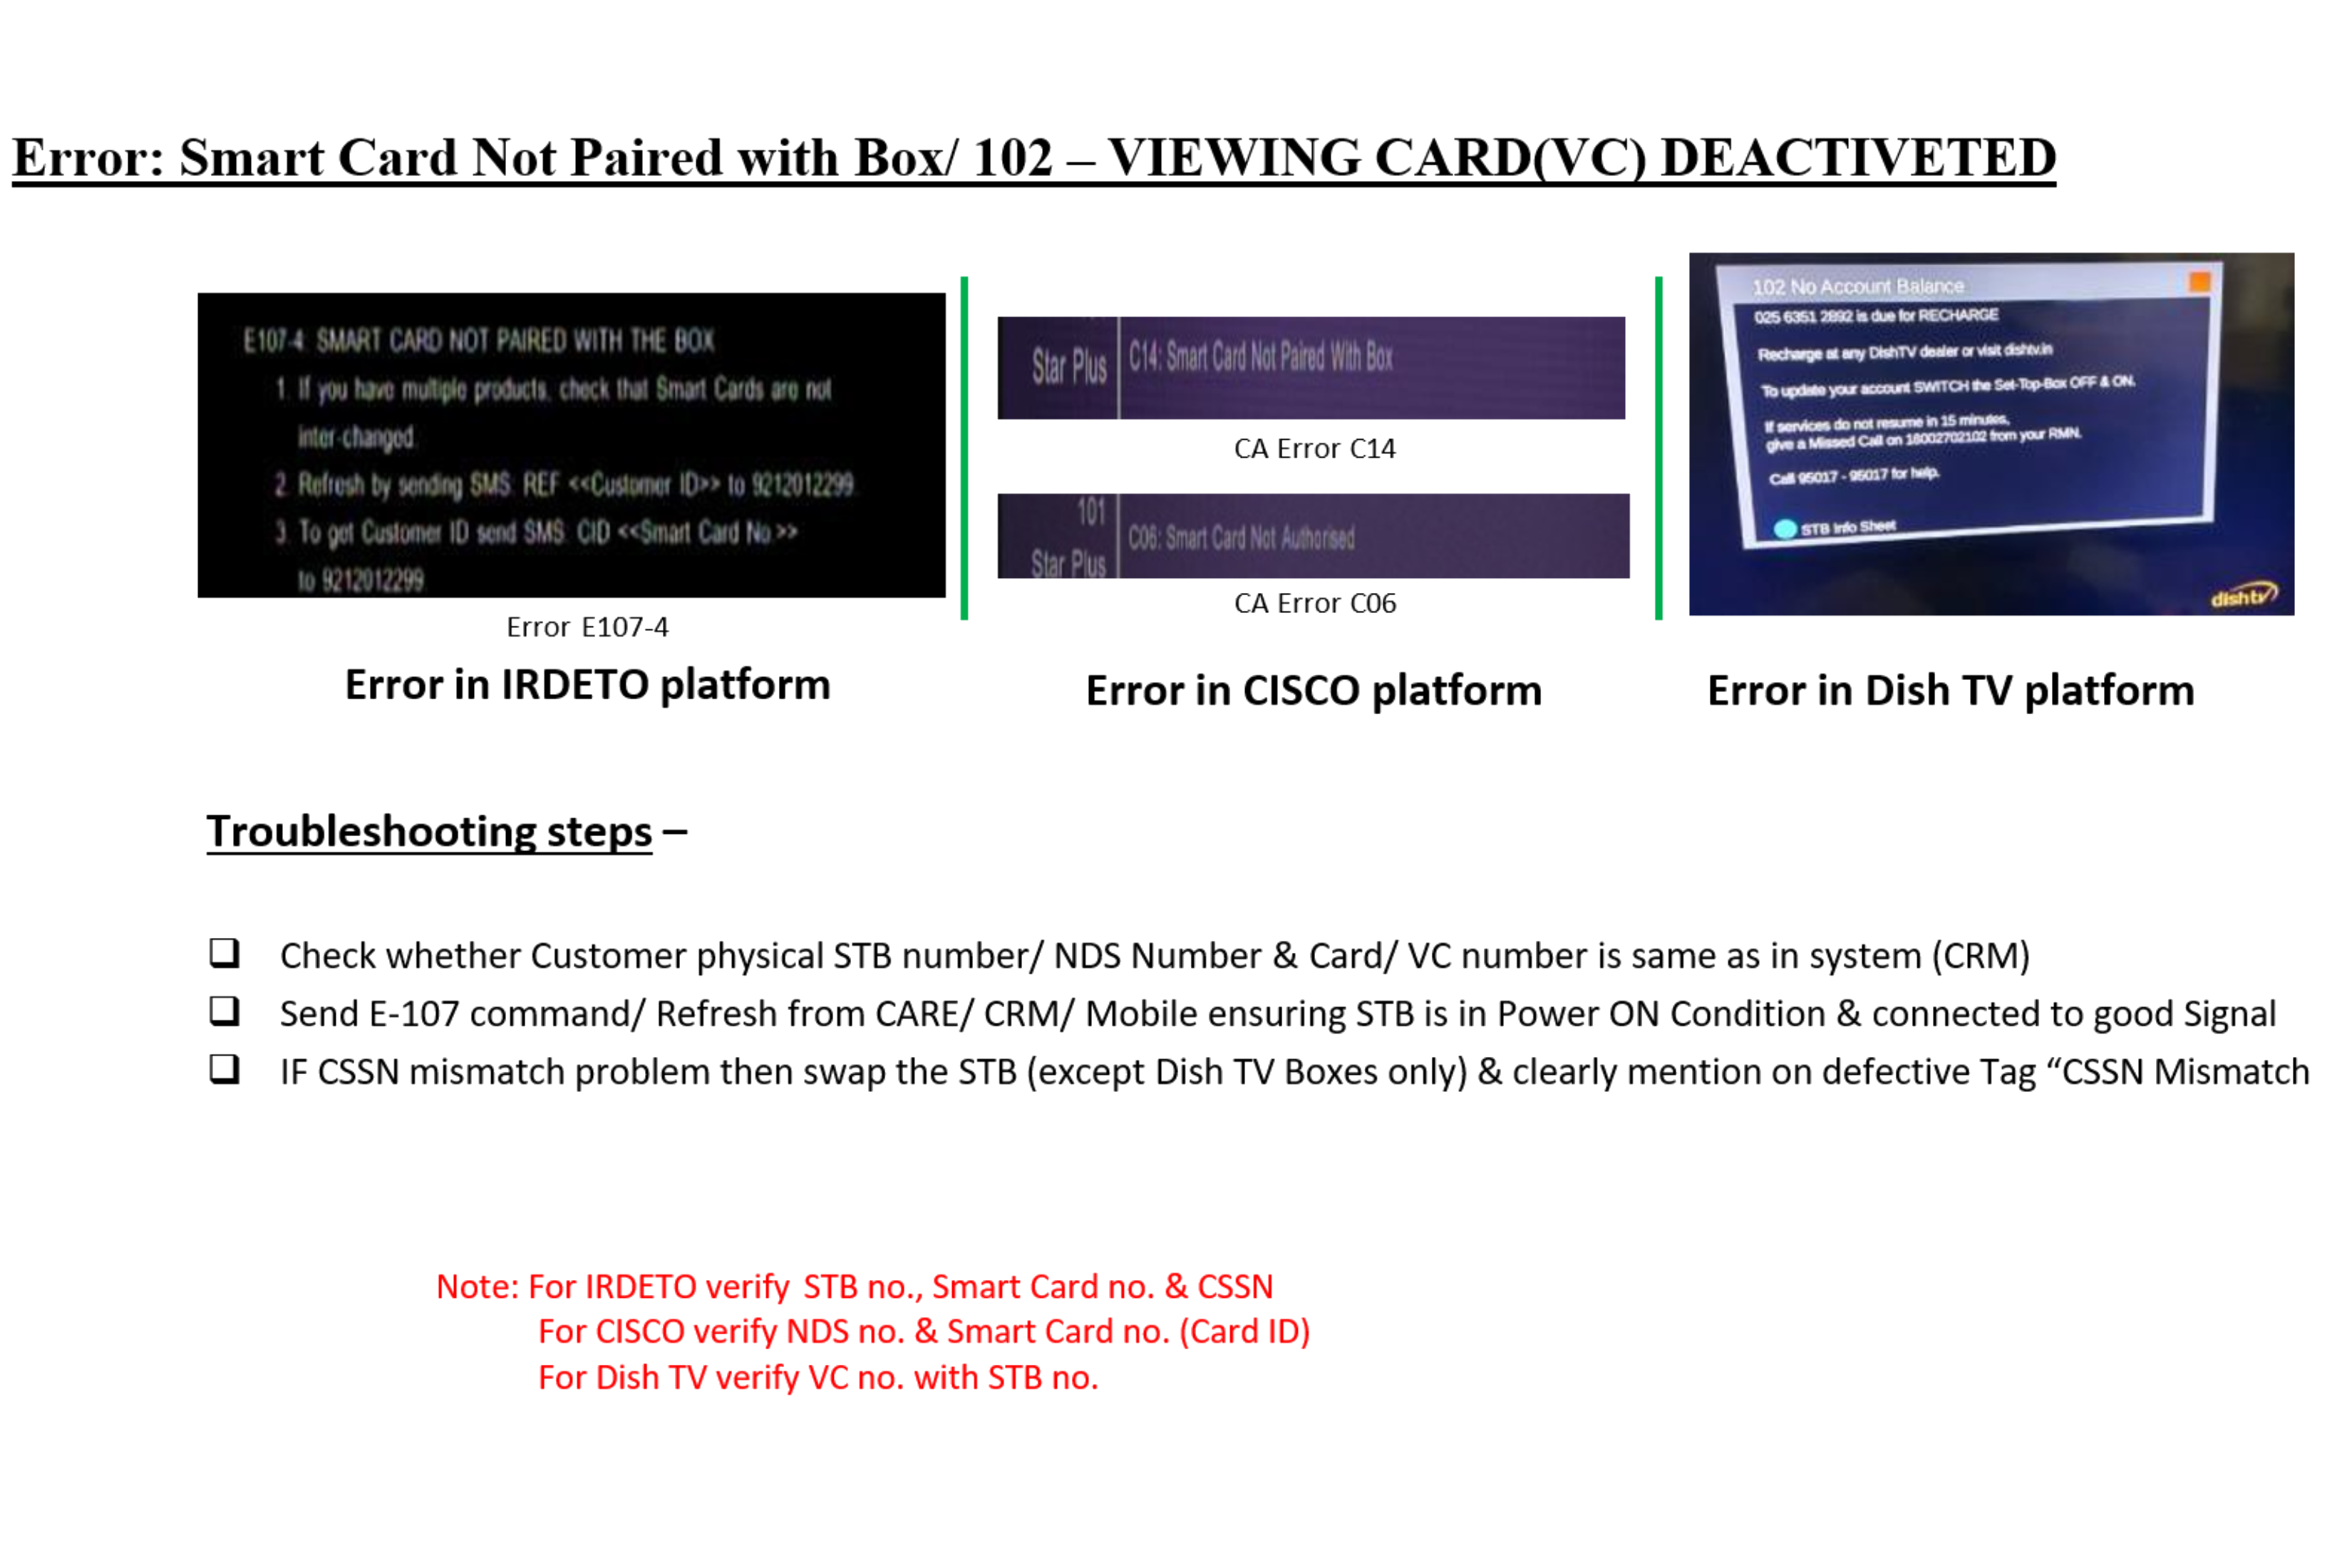 Error: Smart Card Not Paired with Box/ 102 – VIEWING CARD(VC) DEACTIVETED
E107-4: SMART CARD NOT PAIRED WITH THE BOX
1. If you have multiple products, check that Smart Cards are not
inter-changed.
2. Refresh by sending SMS: REF <<Customer ID>> to 9212012299.
3. To get Customer ID send SMS: CID <<Smart Card No.>>
to 9212012299
Error E107-4
Error in IRDETO platform
Star Plus C14: Smart Card Not Paired With Box
CA Error C14
101
C06: Smart Card Not Authorised
Star Plus
CA Error C06
Error in CISCO platform
102 No Account Balance
025 6351 2892 is due for RECHARGE
Recharge at any DishTV dealer or visit dishtv.in
To update your account SWITCH the Set-Top-Box OFF & ON.
If services do not resume in 15 minutes,
give a Missed Call on 18002702102 from your RMN.
Call 95017 - 95017 for help.
STB Info Sheet
dishtv
Error in Dish TV platform
Troubleshooting steps –
❑ Check whether Customer physical STB number/ NDS Number & Card/ VC number is same as in system (CRM)
❑ Send E-107 command/ Refresh from CARE/ CRM/ Mobile ensuring STB is in Power ON Condition & connected to good Signal
❑ IF CSSN mismatch problem then swap the STB (except Dish TV Boxes only) & clearly mention on defective Tag “CSSN Mismatch
Note: For IRDETO verify STB no., Smart Card no. & CSSN
For CISCO verify NDS no. & Smart Card no. (Card ID)
For Dish TV verify VC no. with STB no.